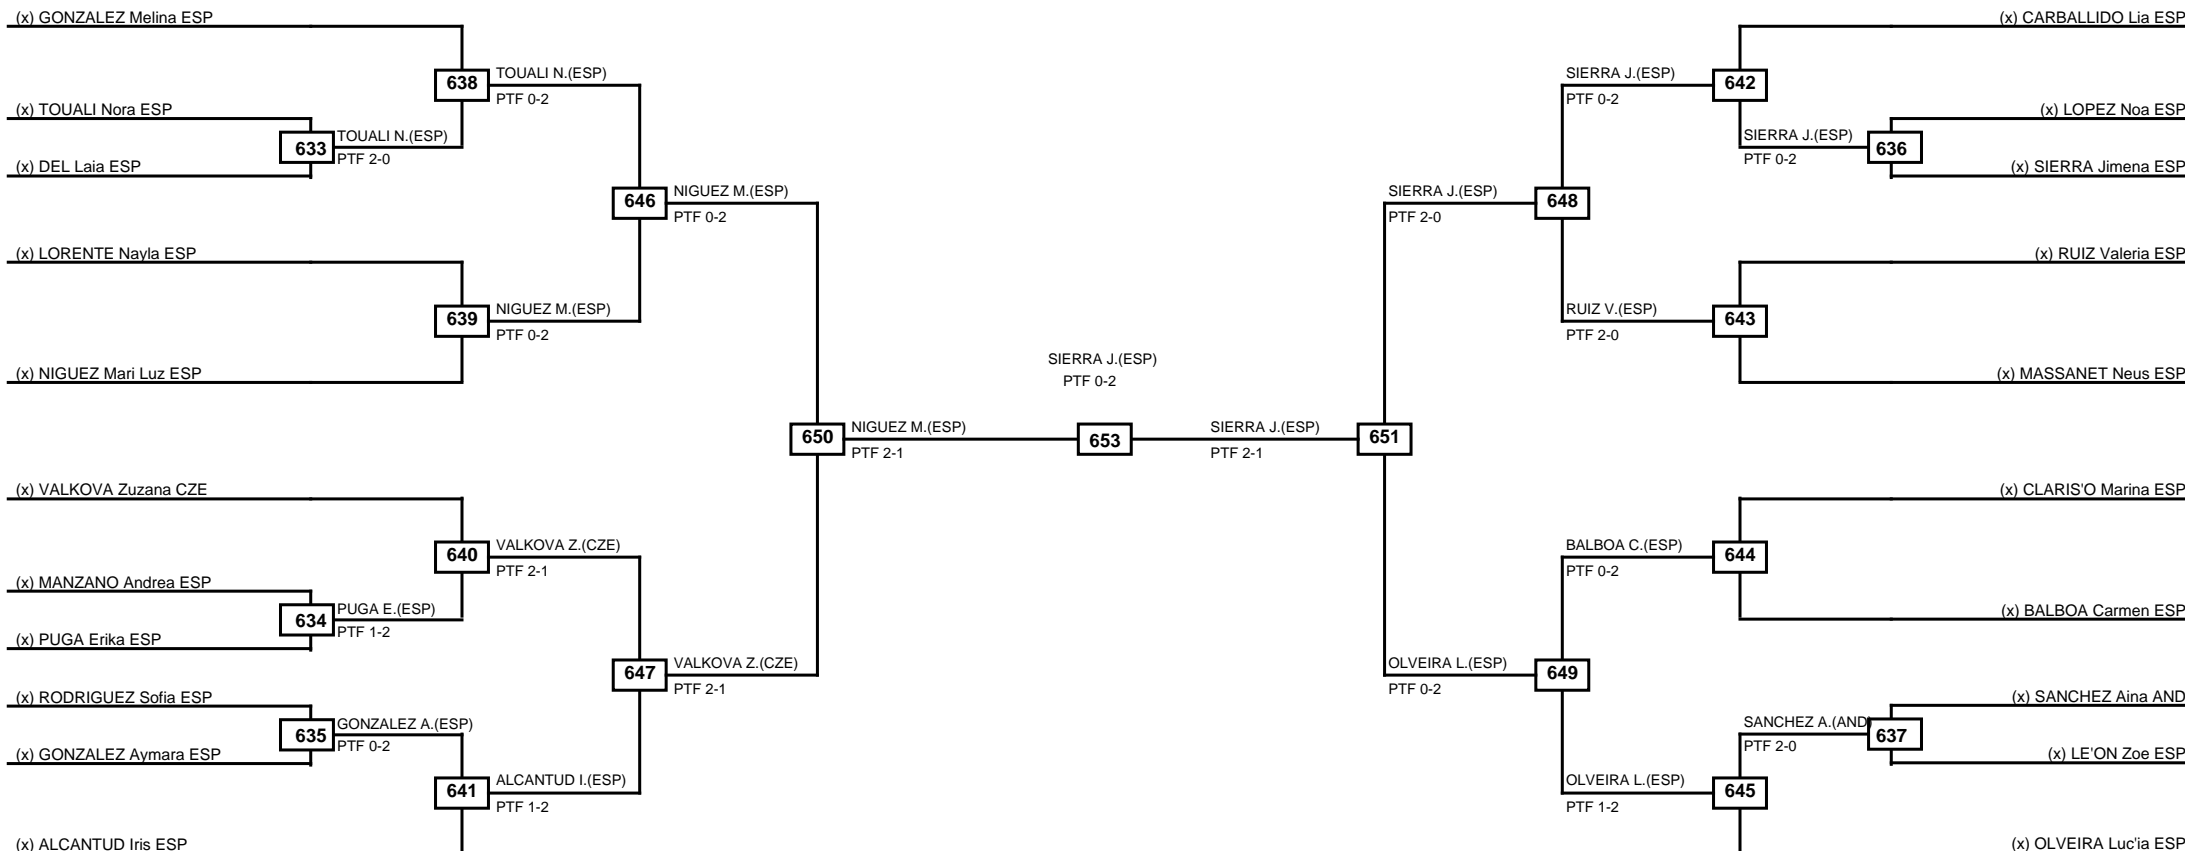 (x) GONZALEZ Melina ESP
(x) CARBALLIDO Lia ESP
638
TOUALI N.(ESP)
PTF 0-2
SIERRA J.(ESP)
PTF 0-2
642
(x) TOUALI Nora ESP
(x) LOPEZ Noa ESP
633
TOUALI N.(ESP)
PTF 2-0
SIERRA J.(ESP)
PTF 0-2
636
(x) DEL Laia ESP
(x) SIERRA Jimena ESP
646
NIGUEZ M.(ESP)
PTF 0-2
SIERRA J.(ESP)
PTF 2-0
648
(x) LORENTE Nayla ESP
(x) RUIZ Valeria ESP
639
NIGUEZ M.(ESP)
PTF 0-2
RUIZ V.(ESP)
PTF 2-0
643
SIERRA J.(ESP)
PTF 0-2
(x) NIGUEZ Mari Luz ESP
(x) MASSANET Neus ESP
650
NIGUEZ M.(ESP)
PTF 2-1
653
SIERRA J.(ESP)
PTF 2-1
651
(x) VALKOVA Zuzana CZE
(x) CLARIS'O Marina ESP
640
VALKOVA Z.(CZE)
PTF 2-1
BALBOA C.(ESP)
PTF 0-2
644
(x) MANZANO Andrea ESP
634
PUGA E.(ESP)
PTF 1-2
(x) BALBOA Carmen ESP
(x) PUGA Erika ESP
647
VALKOVA Z.(CZE)
PTF 2-1
OLVEIRA L.(ESP)
PTF 0-2
649
(x) RODRIGUEZ Sofia ESP
(x) SANCHEZ Aina AND
635
GONZALEZ A.(ESP)
PTF 0-2
SANCHEZ A.(AND)
PTF 2-0
637
(x) GONZALEZ Aymara ESP
(x) LE'ON Zoe ESP
641
ALCANTUD I.(ESP)
PTF 1-2
OLVEIRA L.(ESP)
PTF 1-2
645
(x) ALCANTUD Iris ESP
(x) OLVEIRA Luc'ia ESP